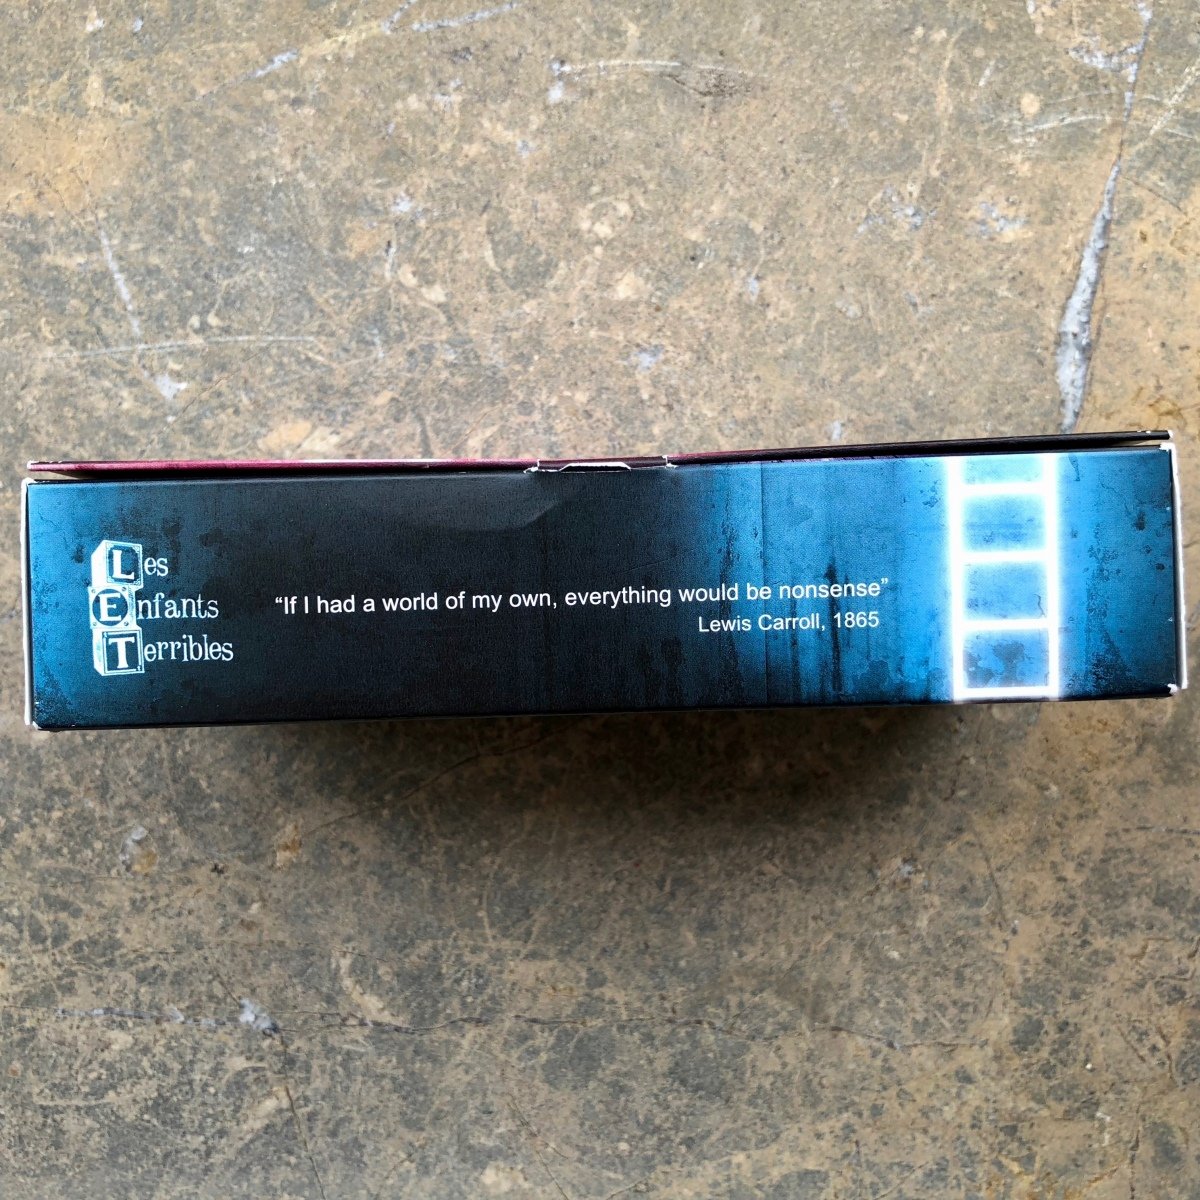 Les
Enfants
Terribles
“If I had a world of my own, everything would be nonsense”
Lewis Carroll, 1865